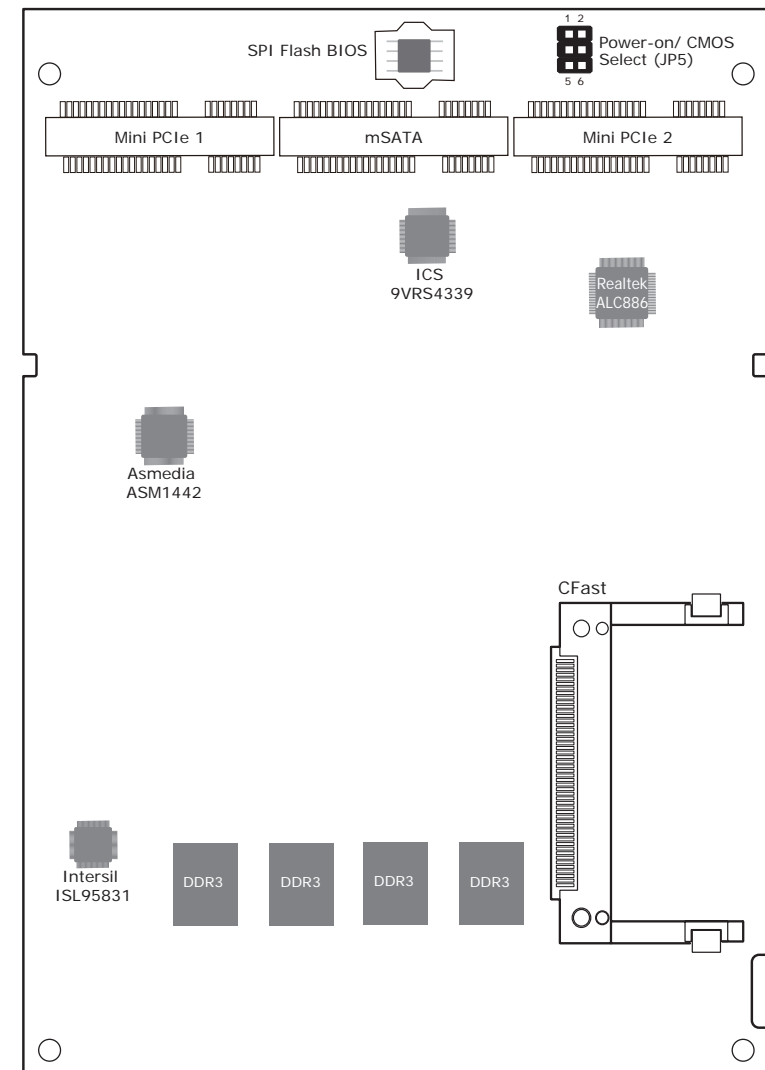 1 2
SPI Flash BIOS
Power-on/ CMOS
Select (JP5)
5 6
Mini PCIe 1
mSATA
Mini PCIe 2
ICS
9VRS4339
Realtek
ALC886
Asmedia
ASM1442
CFast
Intersil
ISL95831
DDR3
DDR3
DDR3
DDR3